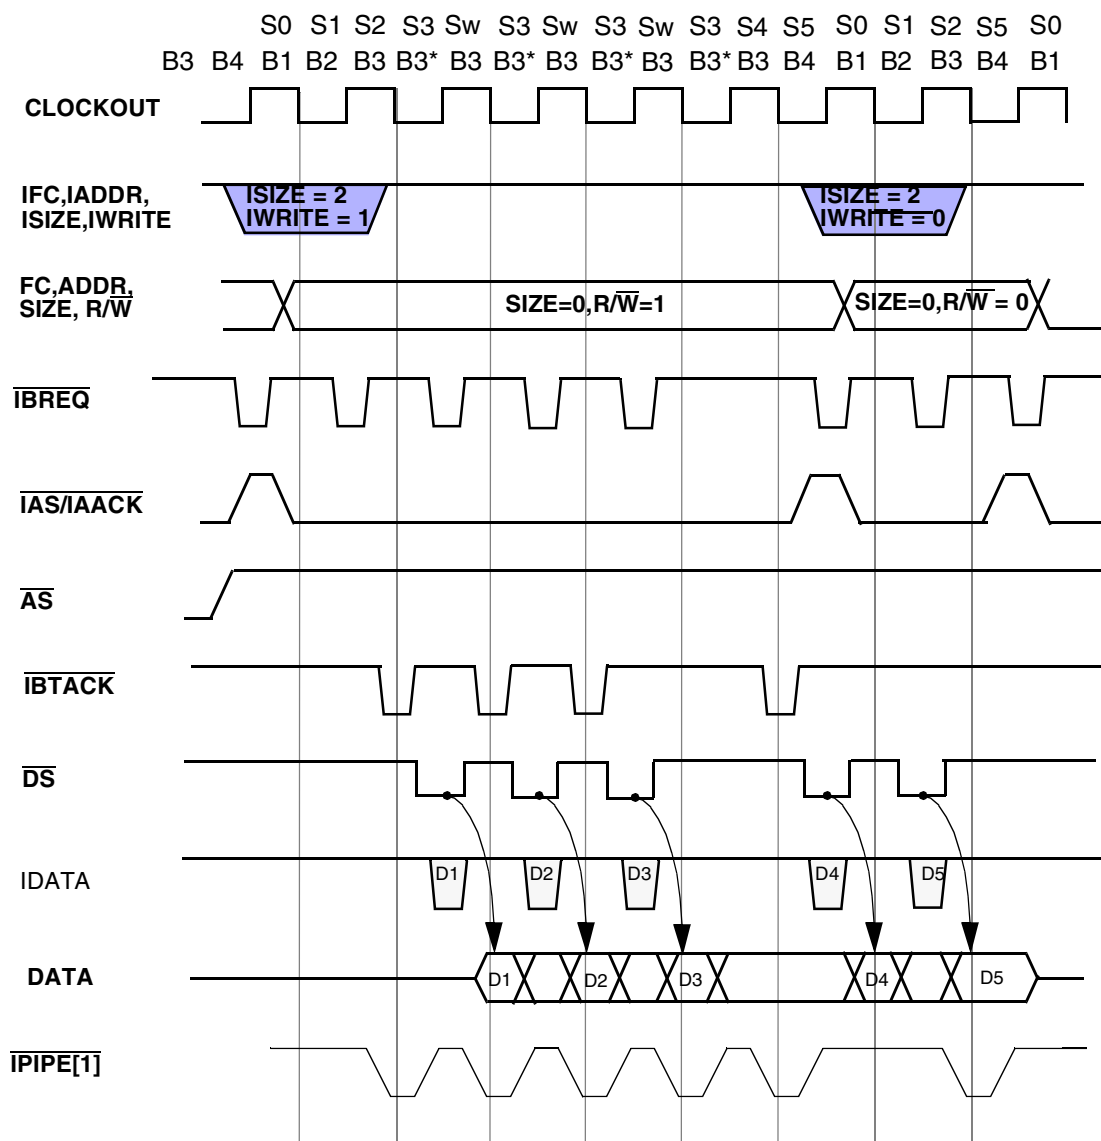 S0 S1 S2 S3 Sw S3 Sw S3 Sw S3 S4 S5 S0 S1 S2 S5 S0
B3 B4 B1 B2 B3 B3* B3 B3* B3 B3* B3 B3* B3 B4 B1 B2 B3 B4 B1
CLOCKOUT
IFC,IADDR,
ISIZE,IWRITE
ISIZE = 2
IWRITE = 1
ISIZE = 2
IWRITE = 0
FC,ADDR,
SIZE, R/W
SIZE=0,R/W=1
SIZE=0,R/W = 0
IBREQ
IAS/IAACK
AS
IBTACK
DS
IDATA
D1 D2 D3 D4 D5
DATA
D1 D2 D3 D4 D5
IPIPE[1]